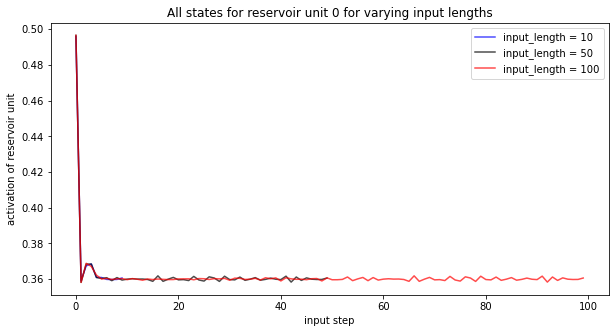 All states for reservoir unit 0 for varying input lengths
activation of reservoir unit
0.50
0.48
0.46
0.44
0.42
0.40
0.38
0.36
input_length = 10
input_length = 50
input_length = 100
0
20
40
60
80
100
input step